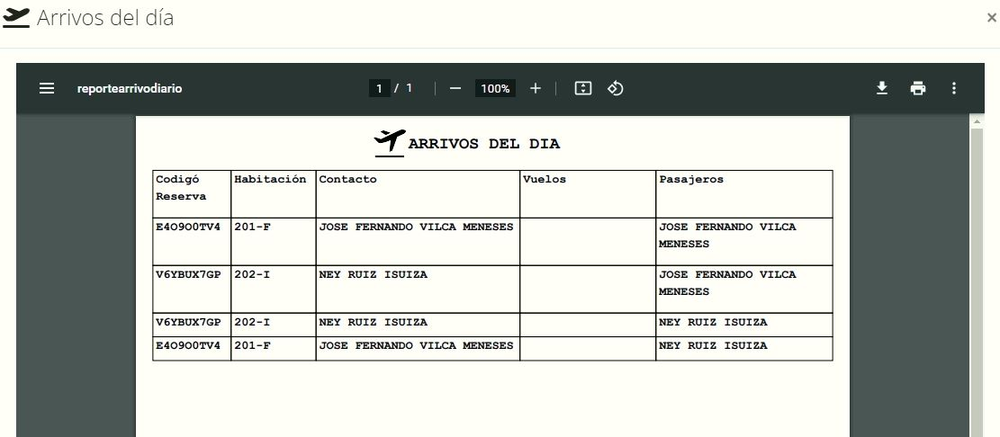 Arrivos del día
×
reportearrivodiario
1 / 1
100%
ARRIVOS DEL DIA
Codigó Reserva Habitación Contacto Vuelos Pasajeros
E4O9O0TV4 201-F JOSE FERNANDO VILCA MENESES JOSE FERNANDO VILCA MENESES
V6YBUX7GP 202-I NEY RUIZ ISUIZA JOSE FERNANDO VILCA MENESES
V6YBUX7GP 202-I NEY RUIZ ISUIZA NEY RUIZ ISUIZA
E4O9O0TV4 201-F JOSE FERNANDO VILCA MENESES NEY RUIZ ISUIZA